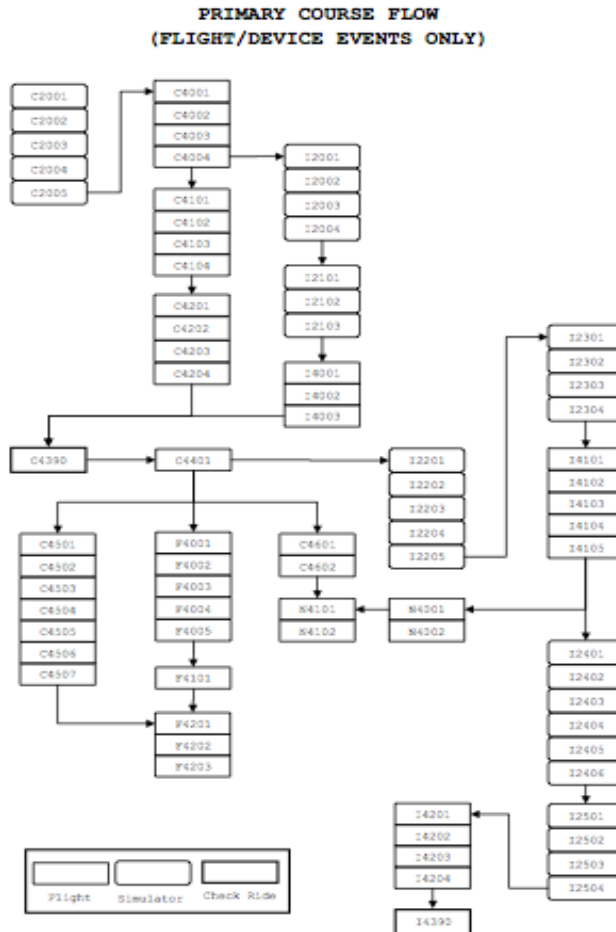 PRIMARY COURSE FLOW
(FLIGHT/DEVICE EVENTS ONLY)
C2001
C2002
C2003
C2004
C2005
C4001
C4002
C4003
C4004
C4101
C4102
C4103
C4104
C4201
C4202
C4203
C4204
I2001
I2002
I2003
I2004
I2101
I2102
I2103
I4001
I4002
I4003
C4390
C4401
I2201
I2202
I2203
I2204
I2205
I2301
I2302
I2303
I2304
I4101
I4102
I4103
I4104
I4105
C4501
C4502
C4503
C4504
C4505
C4506
C4507
F4001
F4002
F4003
F4004
F4005
F4101
F4201
F4202
F4203
C4601
C4602
N4101
N4102
N4001
N4002
I2401
I2402
I2403
I2404
I2405
I2406
I2501
I2502
I2503
I2504
I4201
I4202
I4203
I4204
I4390
Flight
Simulator
Check Ride